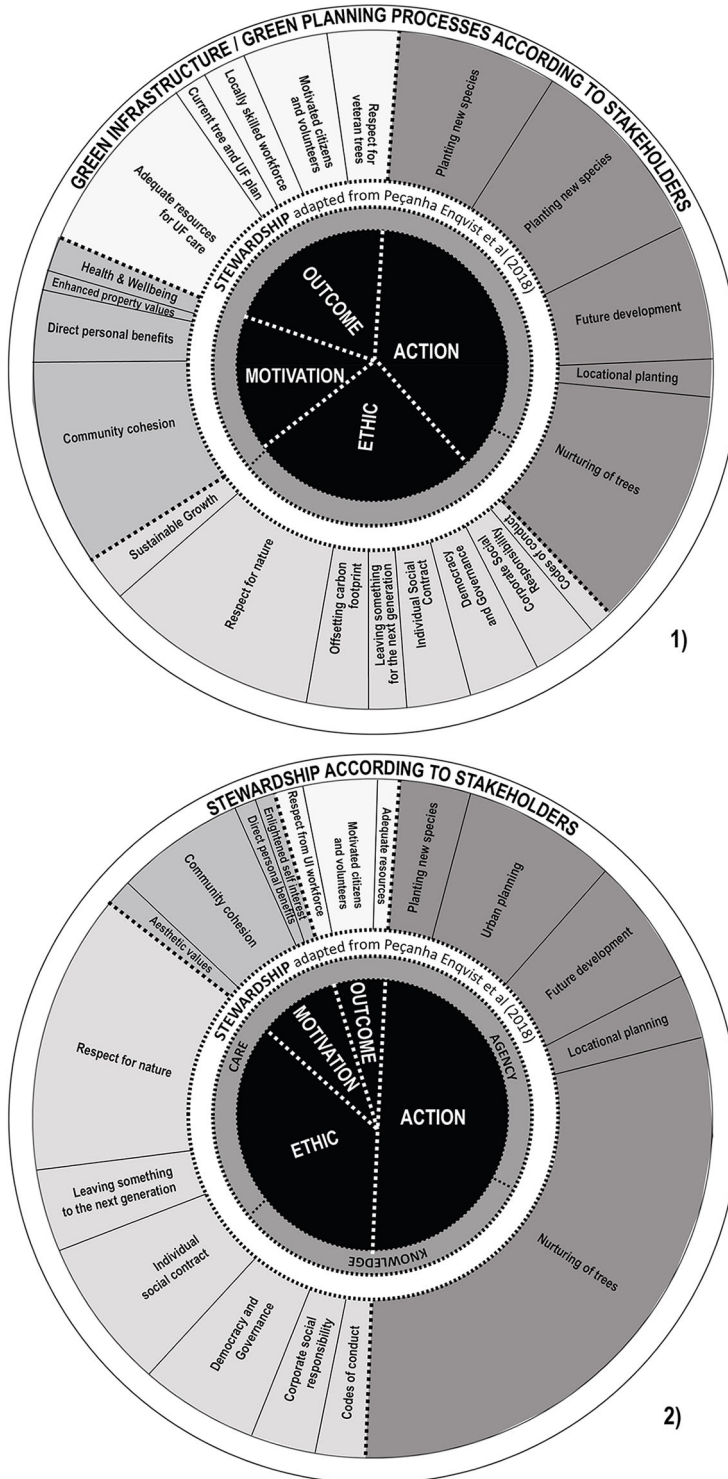 GREEN INFRASTRUCTURE / GREEN PLANNING PROCESSES ACCORDING TO STAKEHOLDERS
STEWARDSHIP adapted from Peçanha Enqvist et al (2018)
OUTCOME
ACTION
MOTIVATION
ETHIC
Planting new species
Planting new species
Future development
Locational planting
Nurturing of trees
Codes of conduct
Corporate Social
Responsibility
Democracy
and Governance
Individual Social
Contract
Leaving something
for the next generation
Offsetting carbon
footprint
Respect for nature
Sustainable Growth
Community cohesion
Direct personal benefits
Enhanced property values
Health & Wellbeing
Adequate resources
for UF care
Current tree and UF plan
Locally skilled workforce
Motivated citizens
and volunteers
Respect for
veteran trees
1)
STEWARDSHIP ACCORDING TO STAKEHOLDERS
STEWARDSHIP adapted from Peçanha Enqvist et al (2018)
CARE
AGENCY
KNOWLEDGE
OUTCOME
MOTIVATION
ETHIC
ACTION
Planting new species
Urban planning
Future development
Locational planning
Nurturing of trees
Codes of conduct
Corporate social
responsibility
Democracy and
Governance
Individual
social contract
Leaving something
to the next generation
Respect for nature
Aesthetic values
Community cohesion
Direct personal benefits
Enlightened self interest
Respect from UI workforce
Motivated citizens
and volunteers
Adequate resources
2)